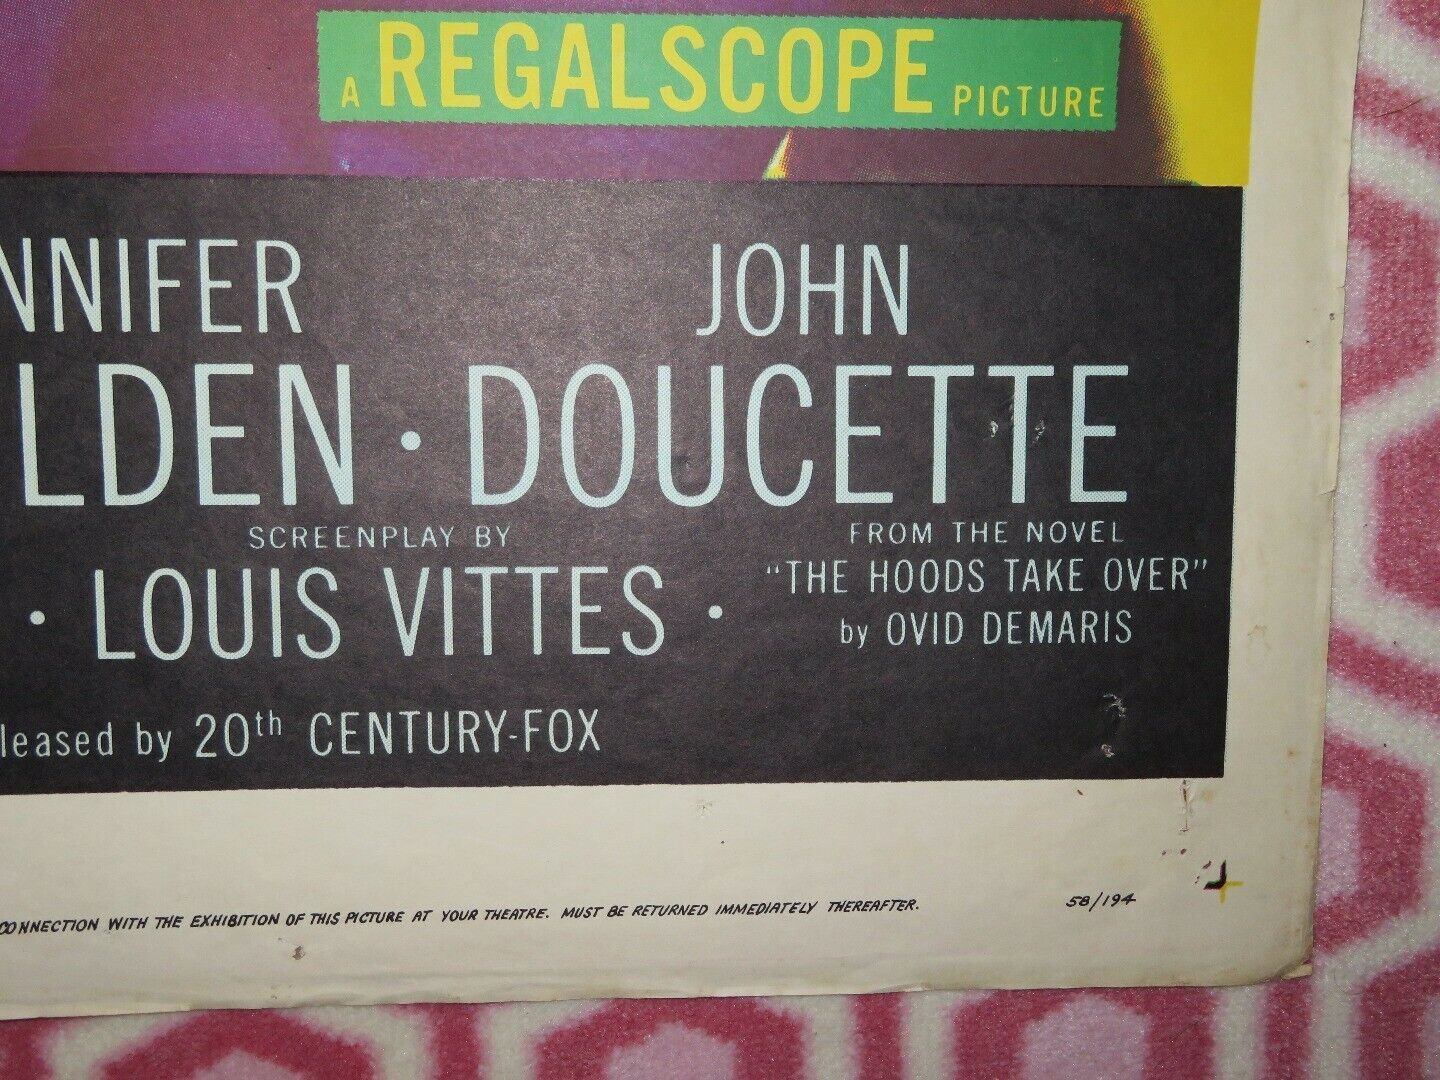 A REGALSCOPE PICTURE
NNIFER JOHN
LDEN · DOUCETTE
SCREENPLAY BY FROM THE NOVEL
· LOUIS VITTES · "THE HOODS TAKE OVER"
by OVID DEMARIS
leased by 20th CENTURY-FOX
CONNECTION WITH THE EXHIBITION OF THIS PICTURE AT YOUR THEATRE. MUST BE RETURNED IMMEDIATELY THEREAFTER. 58/194